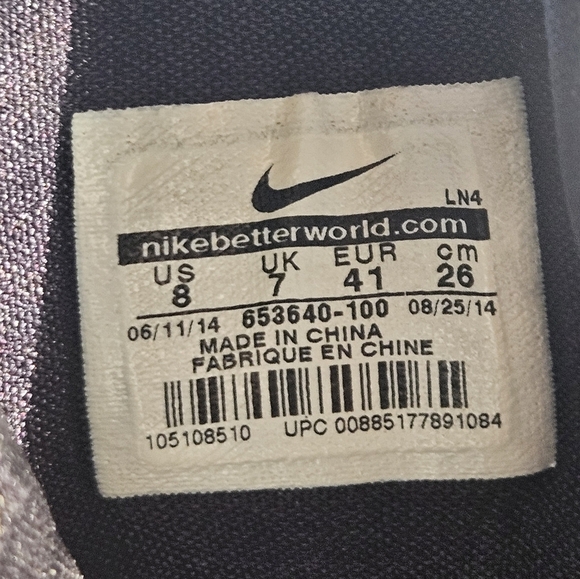 LN4
nikebetterworld.com
US UK EUR cm
8 7 41 26
06/11/14 653640-100 08/25/14
MADE IN CHINA
FABRIQUE EN CHINE
105108510 UPC 00885177891084